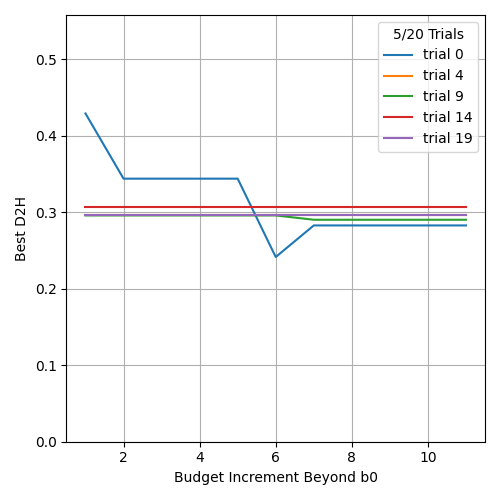 5/20 Trials
trial 0
trial 4
trial 9
trial 14
trial 19
0.5
0.4
0.3
0.2
0.1
0.0
Best D2H
2 4 6 8 10
Budget Increment Beyond b0